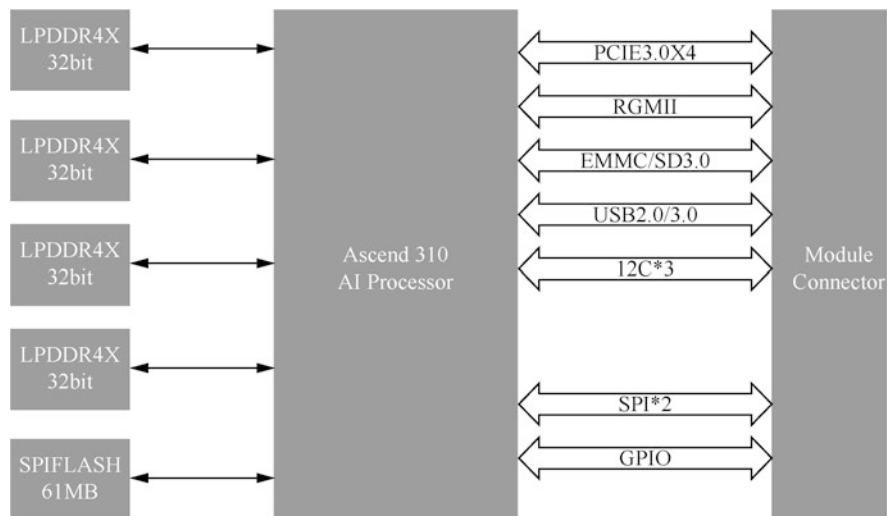 LPDDR4X
32bit
LPDDR4X
32bit
LPDDR4X
32bit
LPDDR4X
32bit
SPIFLASH
61MB
Ascend 310
AI Processor
PCIE3.0X4
RGMII
EMMC/SD3.0
USB2.0/3.0
12C*3
SPI*2
GPIO
Module
Connector